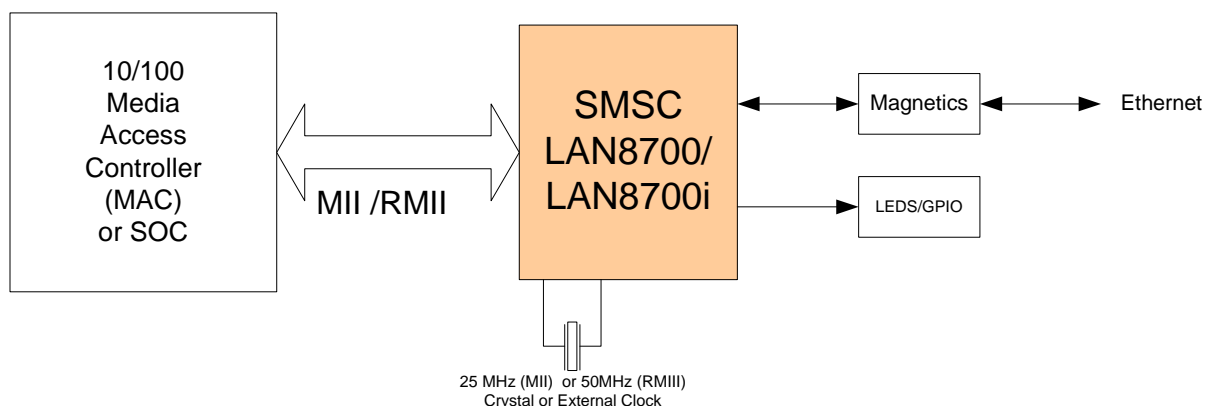 10/100
Media
Access
Controller
(MAC)
or SOC
MII /RMII
SMSC
LAN8700/
LAN8700i
Magnetics
Ethernet
LEDS/GPIO
25 MHz (MII) or 50MHz (RMIII)
Crystal or External Clock